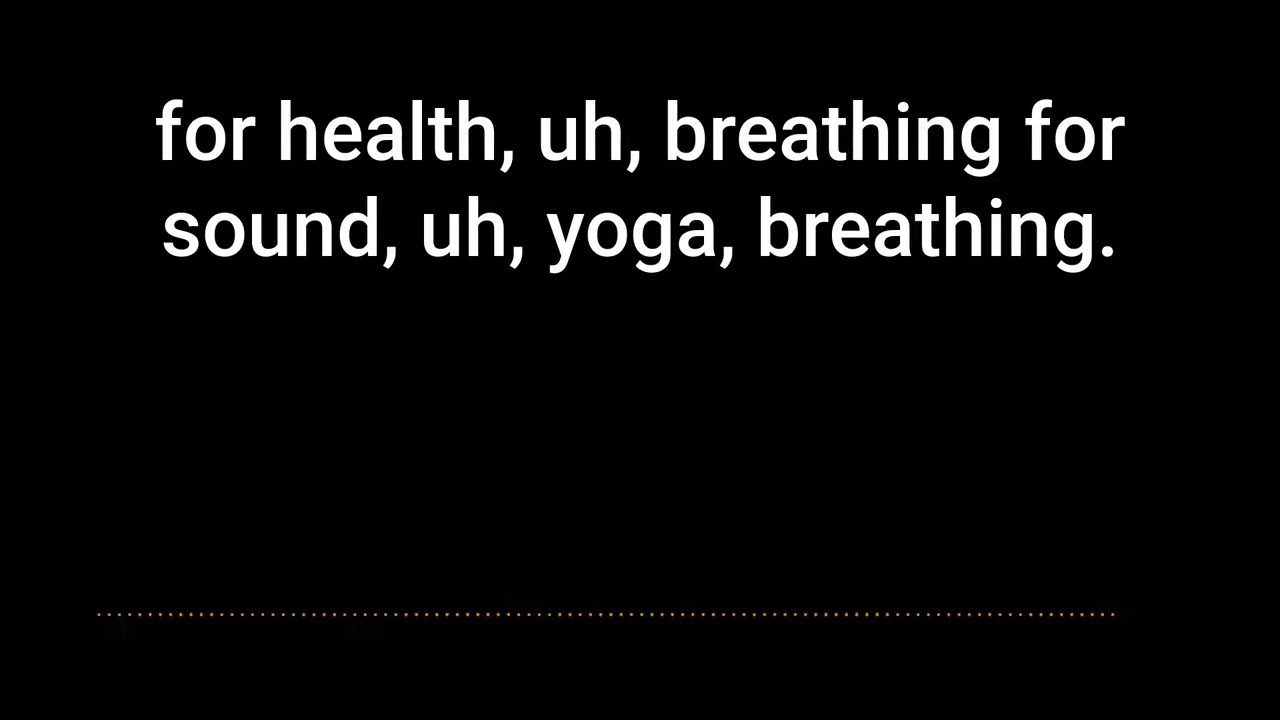 for health, uh, breathing for
sound, uh, yoga, breathing.